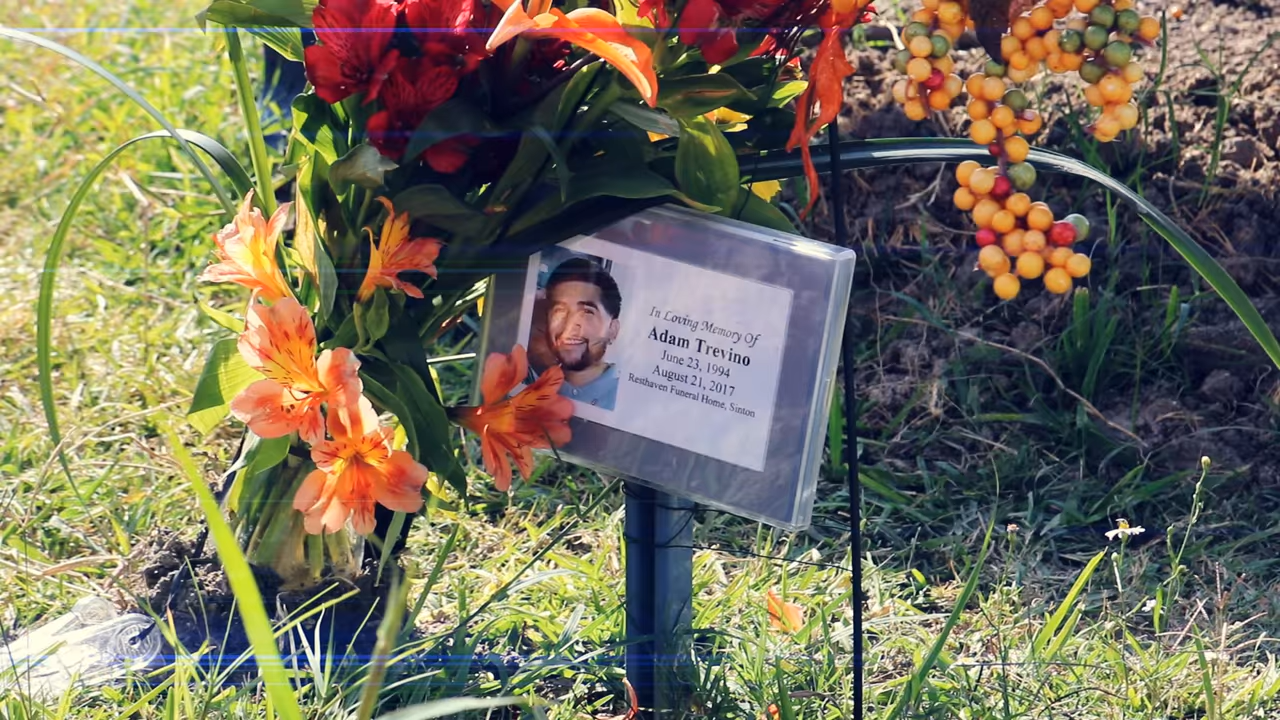 In Loving Memory Of
Adam Trevino
June 23, 1994
August 21, 2017
Resthaven Funeral Home, Sinton